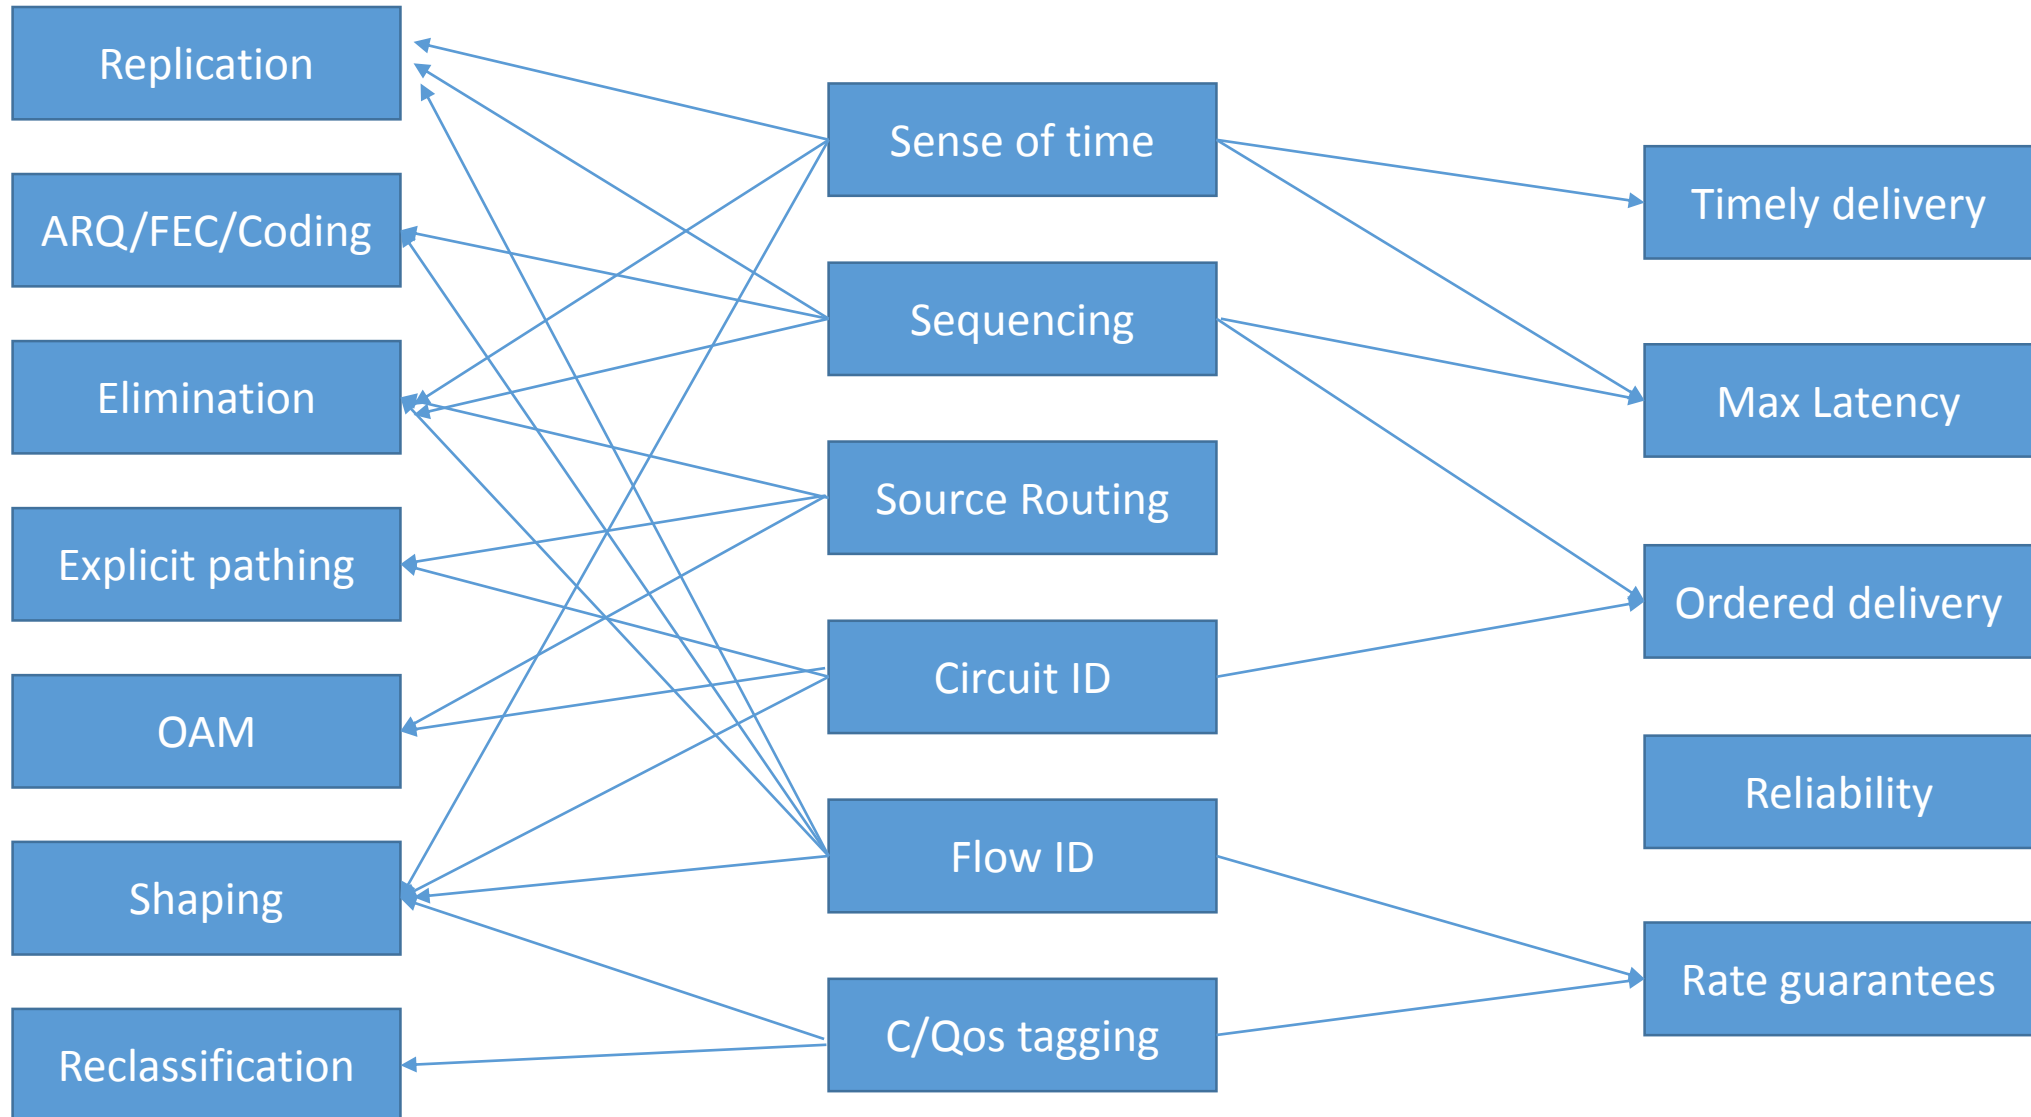 Replication
ARQ/FEC/Coding
Elimination
Explicit pathing
OAM
Shaping
Reclassification
Sense of time
Sequencing
Source Routing
Circuit ID
Flow ID
C/Qos tagging
Timely delivery
Max Latency
Ordered delivery
Reliability
Rate guarantees